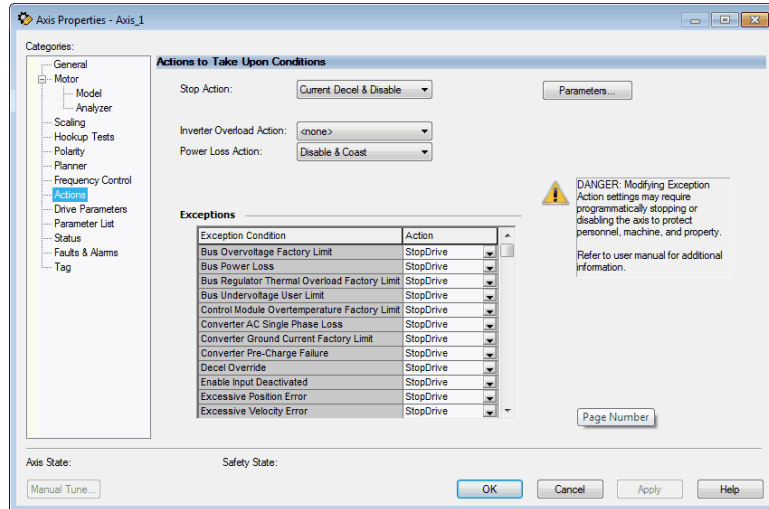 Axis Properties - Axis_1
Categories:
General
Motor
Model
Analyzer
Scaling
Hookup Tests
Polarity
Planner
Frequency Control
Actions
Drive Parameters
Parameter List
Status
Faults & Alarms
Tag
Actions to Take Upon Conditions
Stop Action: Current Decel & Disable Parameters...
Inverter Overload Action: <none>
Power Loss Action: Disable & Coast
DANGER: Modifying Exception
Action settings may require
programmatically stopping or
disabling the axis to protect
personnel, machine, and property.
Refer to user manual for additional
information.
Exceptions
Exception Condition Action
Bus Overvoltage Factory Limit StopDrive
Bus Power Loss StopDrive
Bus Regulator Thermal Overload Factory Limit StopDrive
Bus Undervoltage User Limit StopDrive
Control Module Overtemperature Factory Limit StopDrive
Converter AC Single Phase Loss StopDrive
Converter Ground Current Factory Limit StopDrive
Converter Pre-Charge Failure StopDrive
Decel Override StopDrive
Enable Input Deactivated StopDrive
Excessive Position Error StopDrive
Excessive Velocity Error StopDrive
Page Number
Axis State: Safety State:
Manual Tune... OK Cancel Apply Help